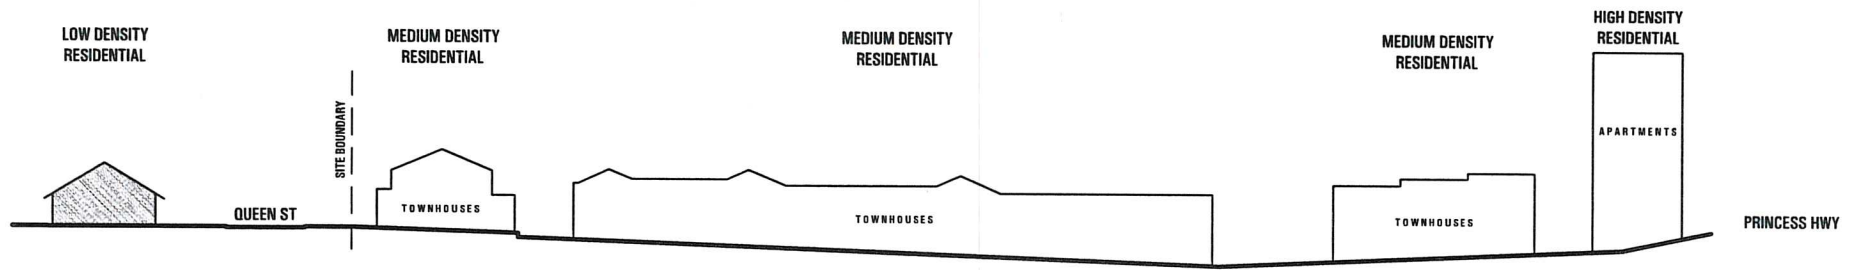 LOW DENSITY
RESIDENTIAL
MEDIUM DENSITY
RESIDENTIAL
MEDIUM DENSITY
RESIDENTIAL
MEDIUM DENSITY
RESIDENTIAL
HIGH DENSITY
RESIDENTIAL
SITE BOUNDARY
APARTMENTS
QUEEN ST
TOWNHOUSES
TOWNHOUSES
TOWNHOUSES
PRINCESS HWY